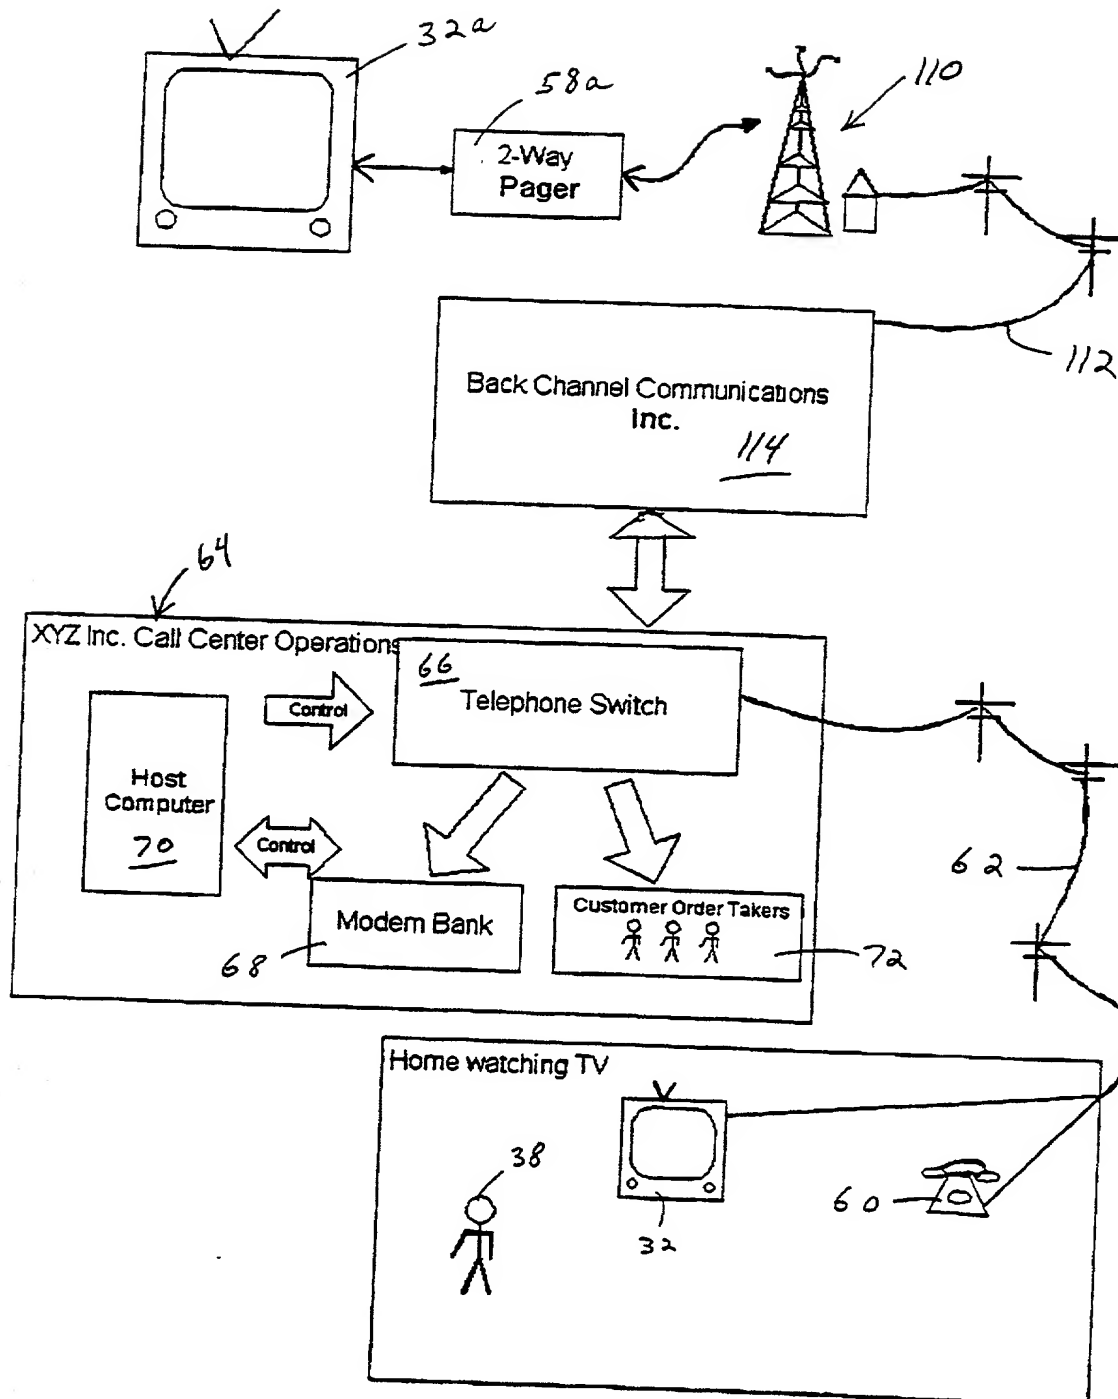 32a
58a
110
2-Way
Pager
112
Back Channel Communications
Inc.
114
64
XYZ Inc. Call Center Operations
66
Telephone Switch
Control
Host
Computer
70
Control
62
Modem Bank
Customer Order Takers
68
72
Home watching TV
38
60
32